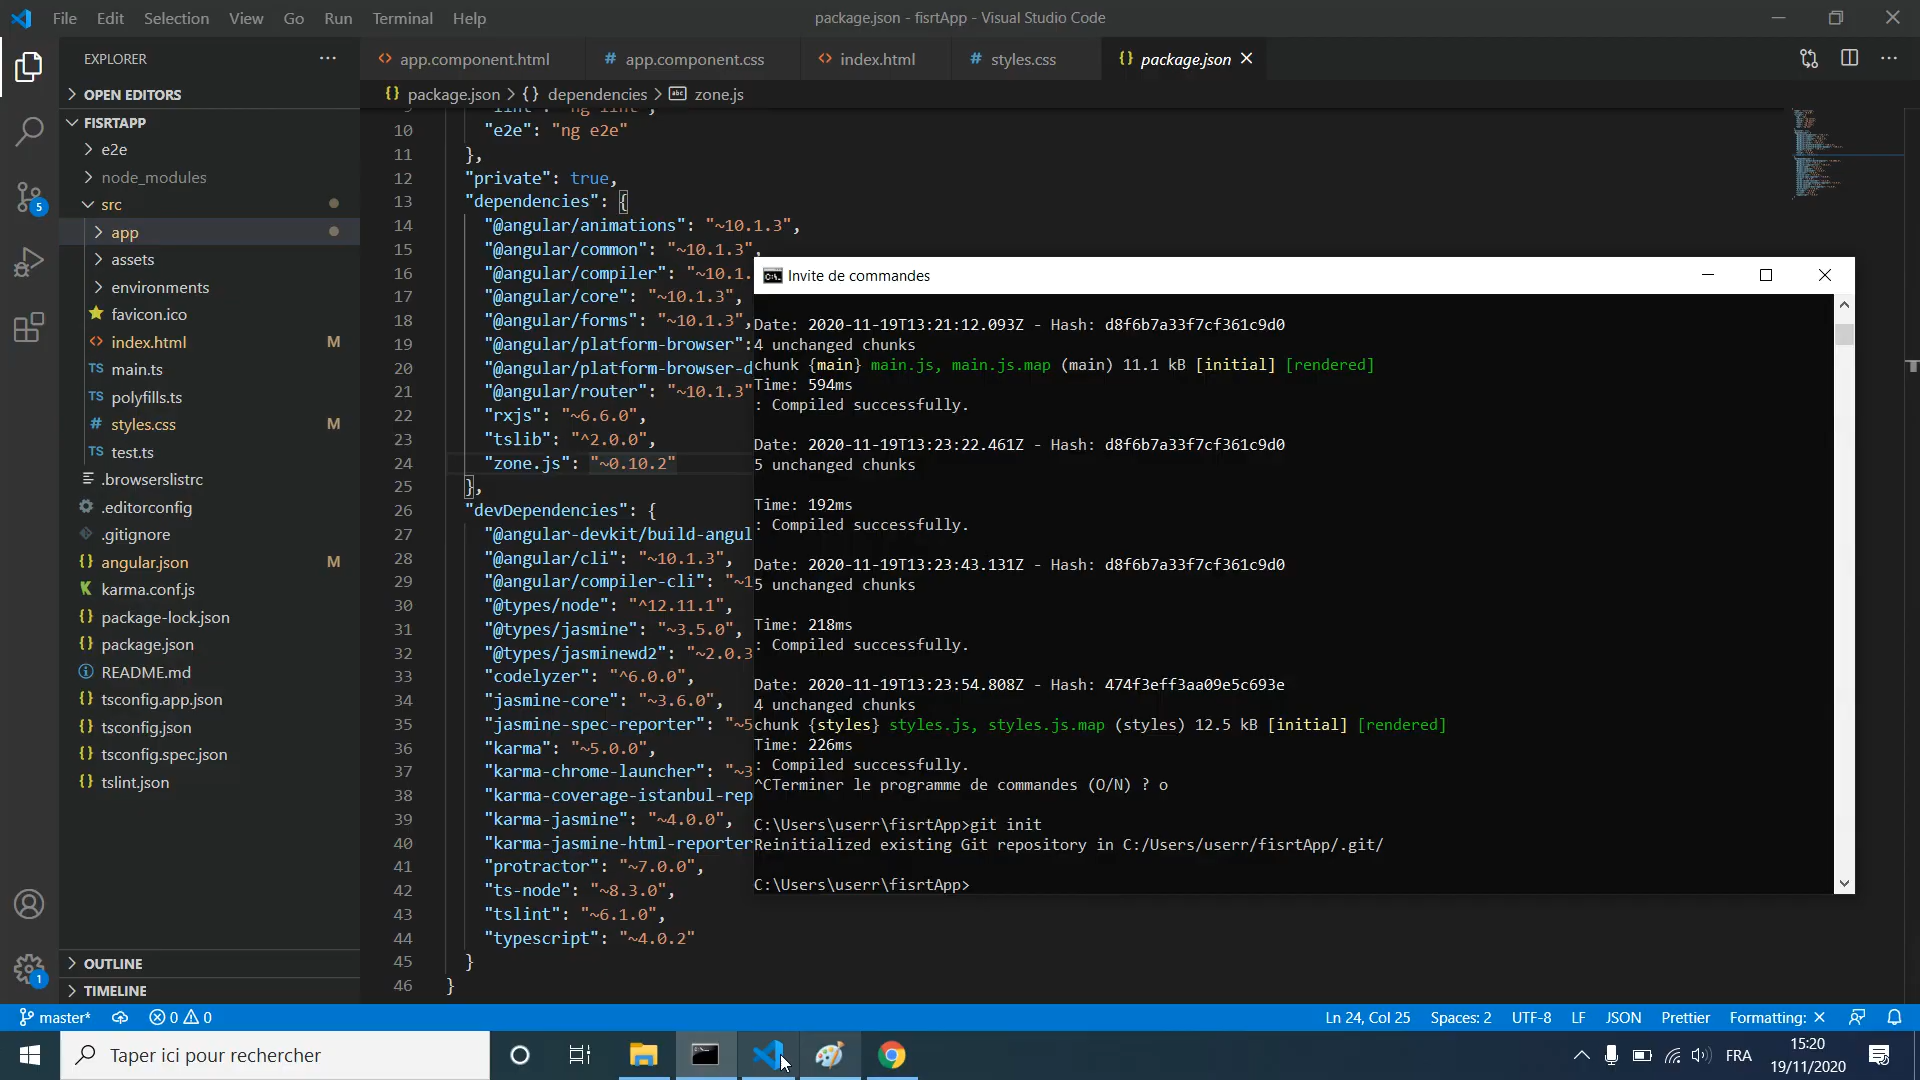 File Edit Selection View Go Run Terminal Help
package.json - fisrtApp - Visual Studio Code
EXPLORER
OPEN EDITORS
FISRTAPP
e2e
node_modules
src
app
assets
environments
favicon.ico
index.html M
main.ts
polyfills.ts
styles.css M
test.ts
.browserslistrc
.editorconfig
.gitignore
angular.json M
karma.conf.js
package-lock.json
package.json
README.md
tsconfig.app.json
tsconfig.json
tsconfig.spec.json
tslint.json
OUTLINE
TIMELINE
5
1
app.component.html
app.component.css
index.html
styles.css
package.json
package.json > {} dependencies > zone.js
10 "e2e": "ng e2e"
11 },
12 "private": true,
13 "dependencies": {
14 "@angular/animations": "~10.1.3",
15 "@angular/common": "~10.1.3",
16 "@angular/compiler": "~10.1.
17 "@angular/core": "~10.1.3",
18 "@angular/forms": "~10.1.3",
19 "@angular/platform-browser":
20 "@angular/platform-browser-d
21 "@angular/router": "~10.1.3"
22 "rxjs": "~6.6.0",
23 "tslib": "^2.0.0",
24 "zone.js": "~0.10.2"
25 },
26 "devDependencies": {
27 "@angular-devkit/build-angul
28 "@angular/cli": "~10.1.3",
29 "@angular/compiler-cli": "~1
30 "@types/node": "^12.11.1",
31 "@types/jasmine": "~3.5.0",
32 "@types/jasminewd2": "~2.0.3
33 "codelyzer": "^6.0.0",
34 "jasmine-core": "~3.6.0",
35 "jasmine-spec-reporter": "~5
36 "karma": "~5.0.0",
37 "karma-chrome-launcher": "~3
38 "karma-coverage-istanbul-rep
39 "karma-jasmine": "~4.0.0",
40 "karma-jasmine-html-reporter
41 "protractor": "~7.0.0",
42 "ts-node": "~8.3.0",
43 "tslint": "~6.1.0",
44 "typescript": "~4.0.2"
45 }
46 }
Invite de commandes
Date: 2020-11-19T13:21:12.093Z - Hash: d8f6b7a33f7cf361c9d0
4 unchanged chunks
chunk {main} main.js, main.js.map (main) 11.1 kB [initial] [rendered]
Time: 594ms
: Compiled successfully.
Date: 2020-11-19T13:23:22.461Z - Hash: d8f6b7a33f7cf361c9d0
5 unchanged chunks
Time: 192ms
: Compiled successfully.
Date: 2020-11-19T13:23:43.131Z - Hash: d8f6b7a33f7cf361c9d0
5 unchanged chunks
Time: 218ms
: Compiled successfully.
Date: 2020-11-19T13:23:54.808Z - Hash: 474f3eff3aa09e5c693e
4 unchanged chunks
chunk {styles} styles.js, styles.js.map (styles) 12.5 kB [initial] [rendered]
Time: 226ms
: Compiled successfully.
^CTerminer le programme de commandes (O/N) ? o
C:\Users\userr\fisrtApp>git init
Reinitialized existing Git repository in C:/Users/userr/fisrtApp/.git/
C:\Users\userr\fisrtApp>
master* 0 0 Ln 24, Col 25 Spaces: 2 UTF-8 LF JSON Prettier Formatting: ×
Taper ici pour rechercher
FRA
15:20
19/11/2020